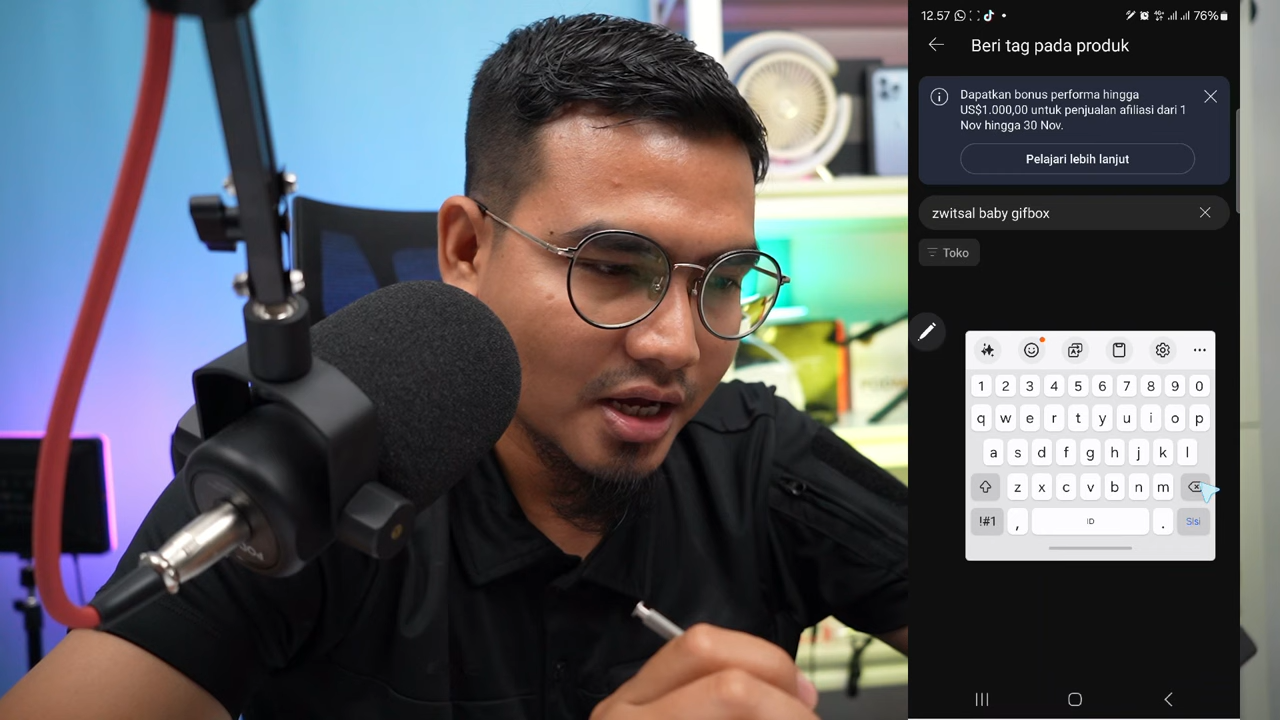 12.57
4G+
76%
Beri tag pada produk
Dapatkan bonus performa hingga
US$1.000,00 untuk penjualan afiliasi dari 1
Nov hingga 30 Nov.
Pelajari lebih lanjut
zwitsal baby gifbox
Toko
1 2 3 4 5 6 7 8 9 0
q w e r t y u i o p
a s d f g h j k l
z x c v b n m
!#1 , ID . SIsi